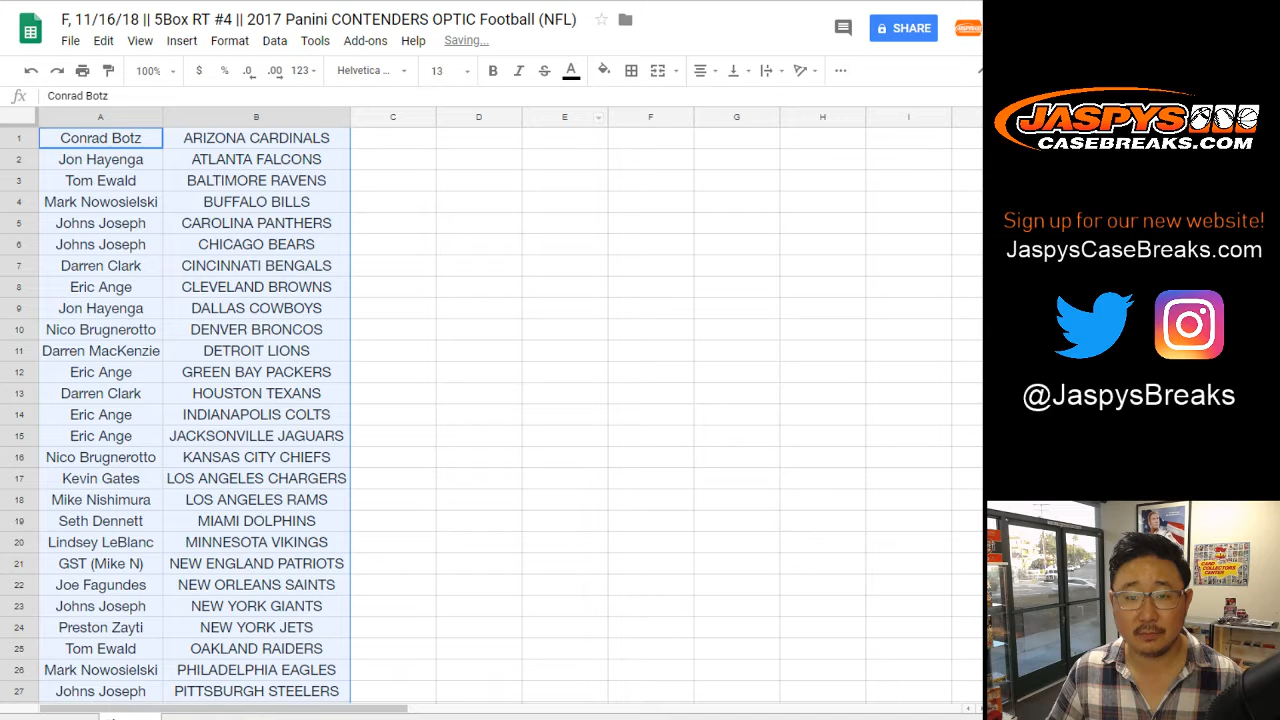 F, 11/16/18 || 5Box RT #4 || 2017 Panini CONTENDERS OPTIC Football (NFL)
File Edit View Insert Format Data Tools Add-ons Help Saving...
SHARE
100% $ % .0 .00 123 Helvetica ... 13 B I S A
fx Conrad Botz
A B C D E F G H I
1 Conrad Botz ARIZONA CARDINALS
2 Jon Hayenga ATLANTA FALCONS
3 Tom Ewald BALTIMORE RAVENS
4 Mark Nowosielski BUFFALO BILLS
5 Johns Joseph CAROLINA PANTHERS
6 Johns Joseph CHICAGO BEARS
7 Darren Clark CINCINNATI BENGALS
8 Eric Ange CLEVELAND BROWNS
9 Jon Hayenga DALLAS COWBOYS
10 Nico Brugnerotto DENVER BRONCOS
11 Darren MacKenzie DETROIT LIONS
12 Eric Ange GREEN BAY PACKERS
13 Darren Clark HOUSTON TEXANS
14 Eric Ange INDIANAPOLIS COLTS
15 Eric Ange JACKSONVILLE JAGUARS
16 Nico Brugnerotto KANSAS CITY CHIEFS
17 Kevin Gates LOS ANGELES CHARGERS
18 Mike Nishimura LOS ANGELES RAMS
19 Seth Dennett MIAMI DOLPHINS
20 Lindsey LeBlanc MINNESOTA VIKINGS
21 GST (Mike N) NEW ENGLAND PATRIOTS
22 Joe Fagundes NEW ORLEANS SAINTS
23 Johns Joseph NEW YORK GIANTS
24 Preston Zayti NEW YORK JETS
25 Tom Ewald OAKLAND RAIDERS
26 Mark Nowosielski PHILADELPHIA EAGLES
27 Johns Joseph PITTSBURGH STEELERS
JASPYS
CASEBREAKS.COM
Sign up for our new website!
JaspysCaseBreaks.com
@JaspysBreaks